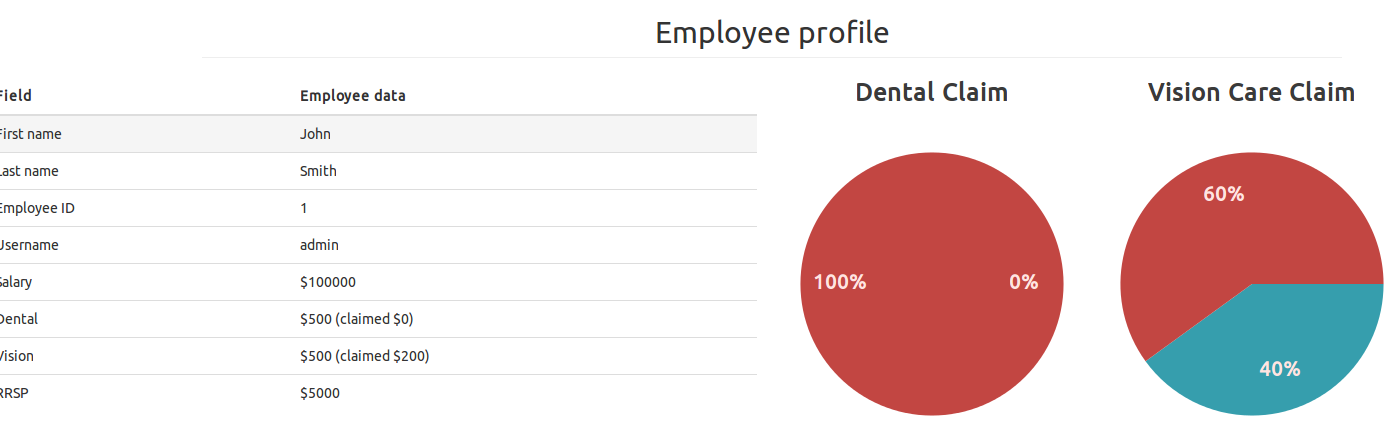 Employee profile
Field Employee data
First name John
Last name Smith
Employee ID 1
Username admin
Salary $100000
Dental $500 (claimed $0)
Vision $500 (claimed $200)
RRSP $5000
Dental Claim
100% 0%
Vision Care Claim
60%
40%